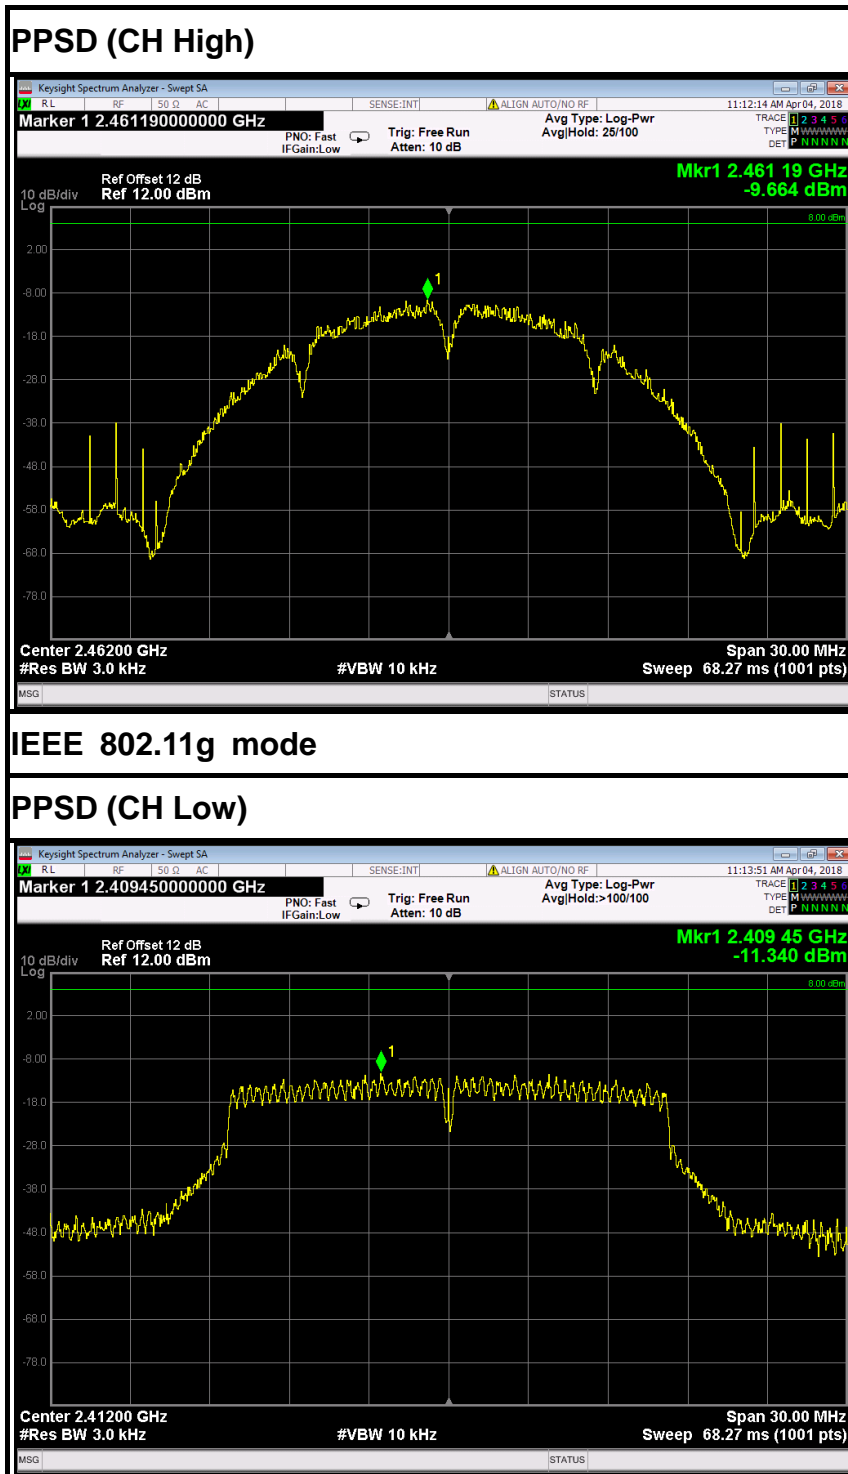 PPSD (CH High)
Keysight Spectrum Analyzer - Swept SA
LXI RL RF 50 Ω AC SENSE:INT ALIGN AUTO/NO RF 11:12:14 AM Apr 04, 2018
Marker 1 2.461190000000 GHz
PNO: Fast
IFGain:Low
Trig: Free Run
Atten: 10 dB
Avg Type: Log-Pwr
Avg|Hold: 25/100
TRACE 1 2 3 4 5 6
TYPE M WWWWW
DET P N N N N N
Mkr1 2.461 19 GHz
-9.664 dBm
Ref Offset 12 dB
10 dB/div Ref 12.00 dBm
Log
8.00 dBm
2.00
-8.00
1
-18.0
-28.0
-38.0
-48.0
-58.0
-68.0
-78.0
Center 2.46200 GHz Span 30.00 MHz
#Res BW 3.0 kHz #VBW 10 kHz Sweep 68.27 ms (1001 pts)
MSG STATUS
IEEE 802.11g mode
PPSD (CH Low)
Keysight Spectrum Analyzer - Swept SA
LXI RL RF 50 Ω AC SENSE:INT ALIGN AUTO/NO RF 11:13:51 AM Apr 04, 2018
Marker 1 2.409450000000 GHz
PNO: Fast
IFGain:Low
Trig: Free Run
Atten: 10 dB
Avg Type: Log-Pwr
Avg|Hold:>100/100
TRACE 1 2 3 4 5 6
TYPE M WWWWW
DET P N N N N N
Mkr1 2.409 45 GHz
-11.340 dBm
Ref Offset 12 dB
10 dB/div Ref 12.00 dBm
Log
8.00 dBm
2.00
-8.00
1
-18.0
-28.0
-38.0
-48.0
-58.0
-68.0
-78.0
Center 2.41200 GHz Span 30.00 MHz
#Res BW 3.0 kHz #VBW 10 kHz Sweep 68.27 ms (1001 pts)
MSG STATUS